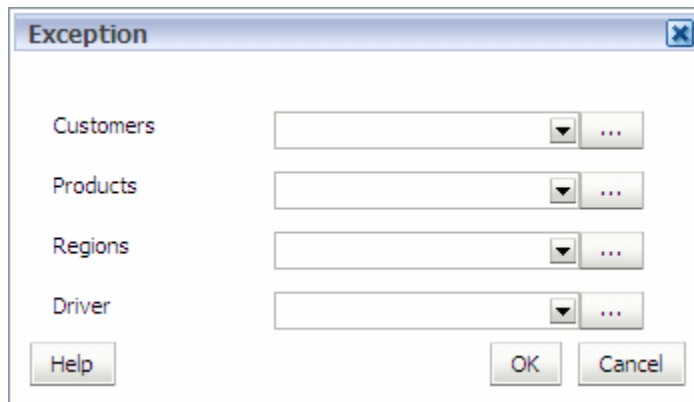 Exception
Customers ...
Products ...
Regions ...
Driver ...
Help OK Cancel